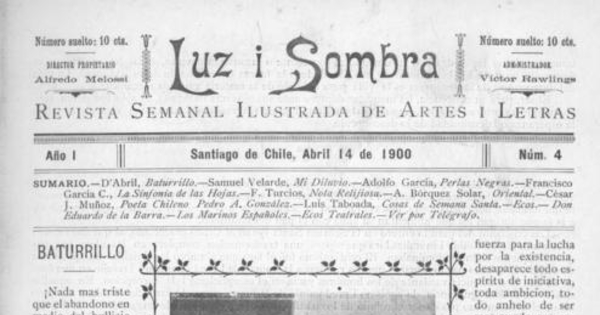 Número suelto: 10 cts.
DIRECTOR PROPIETARIO
Alfredo Melossi
Luz i Sombra
Número suelto: 10 cts.
ADMINISTRADOR
Victor Rawlings
REVISTA SEMANAL ILUSTRADA DE ARTES I LETRAS
Año I
Santiago de Chile, Abril 14 de 1900
Núm. 4
SUMARIO.—D'Abril, Baturrillo.—Samuel Velarde, Mi Diluvio.—Adolfo García, Perlas Negras.—Francisco
García C., La Sinfonía de las Hojas.—F. Turcios, Nota Relijiosa.—A. Bórquez Solar, Oriental.—César
J. Muñoz, Poeta Chileno Pedro A. González.—Luis Taboada, Cosas de Semana Santa.—Ecos.—Don
Eduardo de la Barra.—Los Marinos Españoles.—Ecos Teatrales.—Ver por Telégrafo.
BATURRILLO
¡Nada mas triste
que el abandono en
medio del bullicio
fuerza para la lucha
por la existencia,
desaparece todo es-
píritu de iniciativa,
toda ambicion, to-
do anhelo de ser